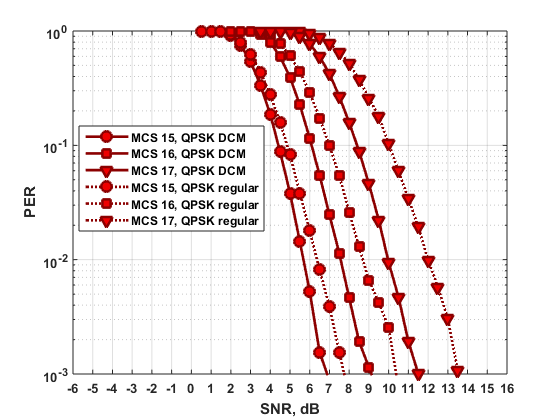 10^0
10^-1
10^-2
10^-3
PER
MCS 15, QPSK DCM
MCS 16, QPSK DCM
MCS 17, QPSK DCM
MCS 15, QPSK regular
MCS 16, QPSK regular
MCS 17, QPSK regular
-6 -5 -4 -3 -2 -1 0 1 2 3 4 5 6 7 8 9 10 11 12 13 14 15 16
SNR, dB